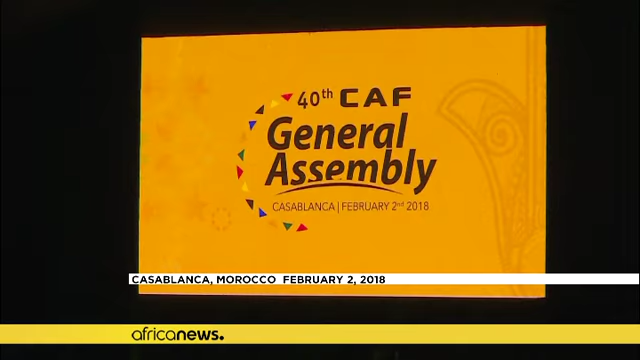 40th CAF
General
Assembly
CASABLANCA | FEBRUARY 2nd 2018
CASABLANCA, MOROCCO FEBRUARY 2, 2018
africanews.